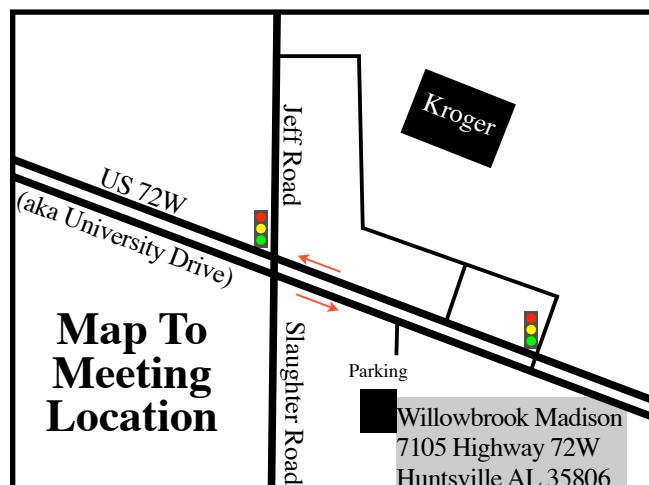 Kroger
Jeff Road
US 72W
(aka University Drive)
Map To
Meeting
Location
Slaughter Road
Parking
Willowbrook Madison
7105 Highway 72W
Huntsville AL 35806